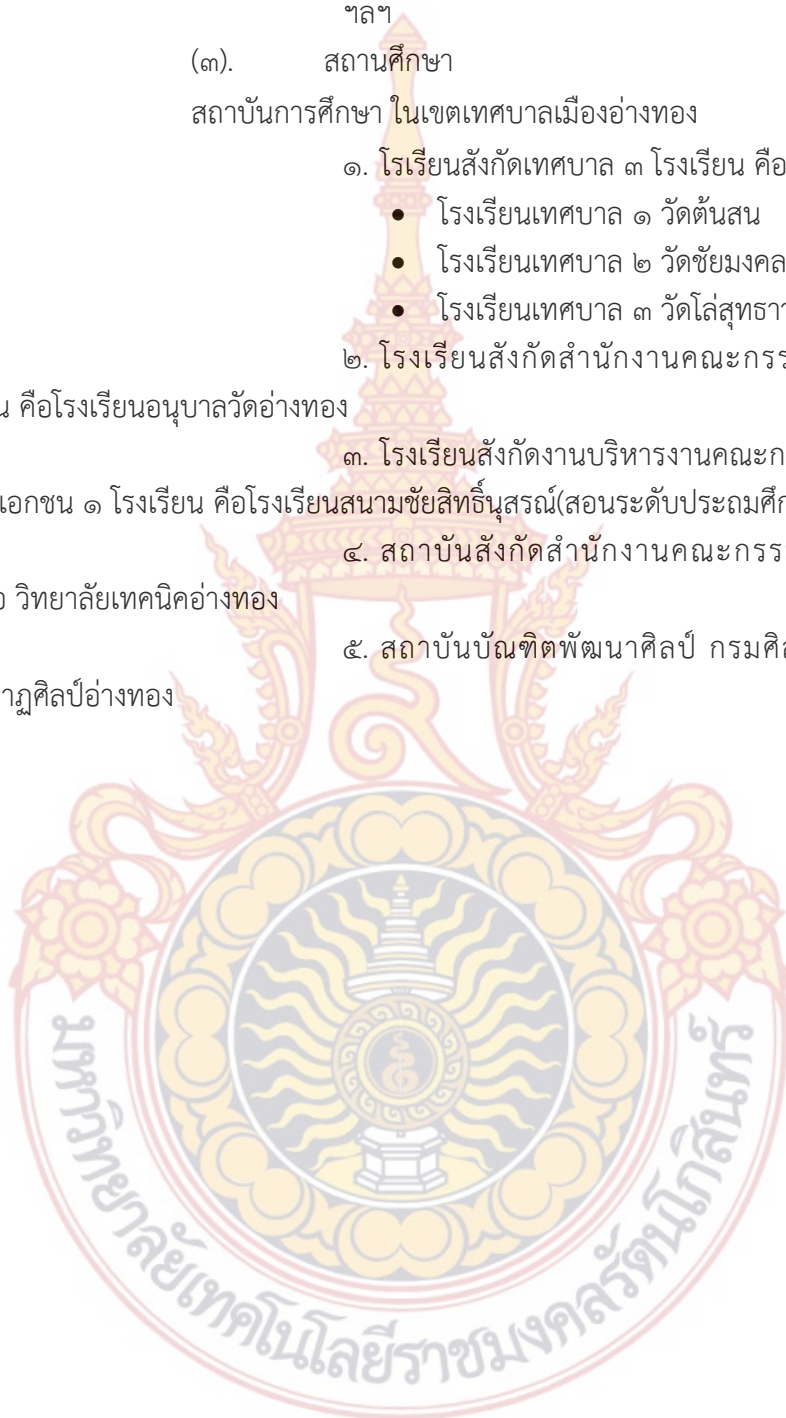 ฯลฯ
(๓). สถานศึกษา
สถาบันการศึกษา ในเขตเทศบาลเมืองอ่างทอง
๑. โรเรียนสังกัดเทศบาล ๓ โรงเรียน คือ
• โรงเรียนเทศบาล ๑ วัดต้นสน
• โรงเรียนเทศบาล ๒ วัดชัยมงคล
• โรงเรียนเทศบาล ๓ วัดโล่สุทธาว
๒. โรงเรียนสังกัดสำนักงานคณะกรร
น คือโรงเรียนอนุบาลวัดอ่างทอง
๓. โรงเรียนสังกัดงานบริหารงานคณะก
เอกชน ๑ โรงเรียน คือโรงเรียนสนามชัยสิทธิ์นุสรณ์(สอนระดับประถมศึก
๔. สถาบันสังกัดสำนักงานคณะกรร
อ วิทยาลัยเทคนิคอ่างทอง
๕. สถาบันบัณฑิตพัฒนาศิลป์ กรมศิล
าฏศิลป์อ่างทอง
มหาวิทยาลัยเทคโนโลยีราชมงคลรัตนโกสินทร์